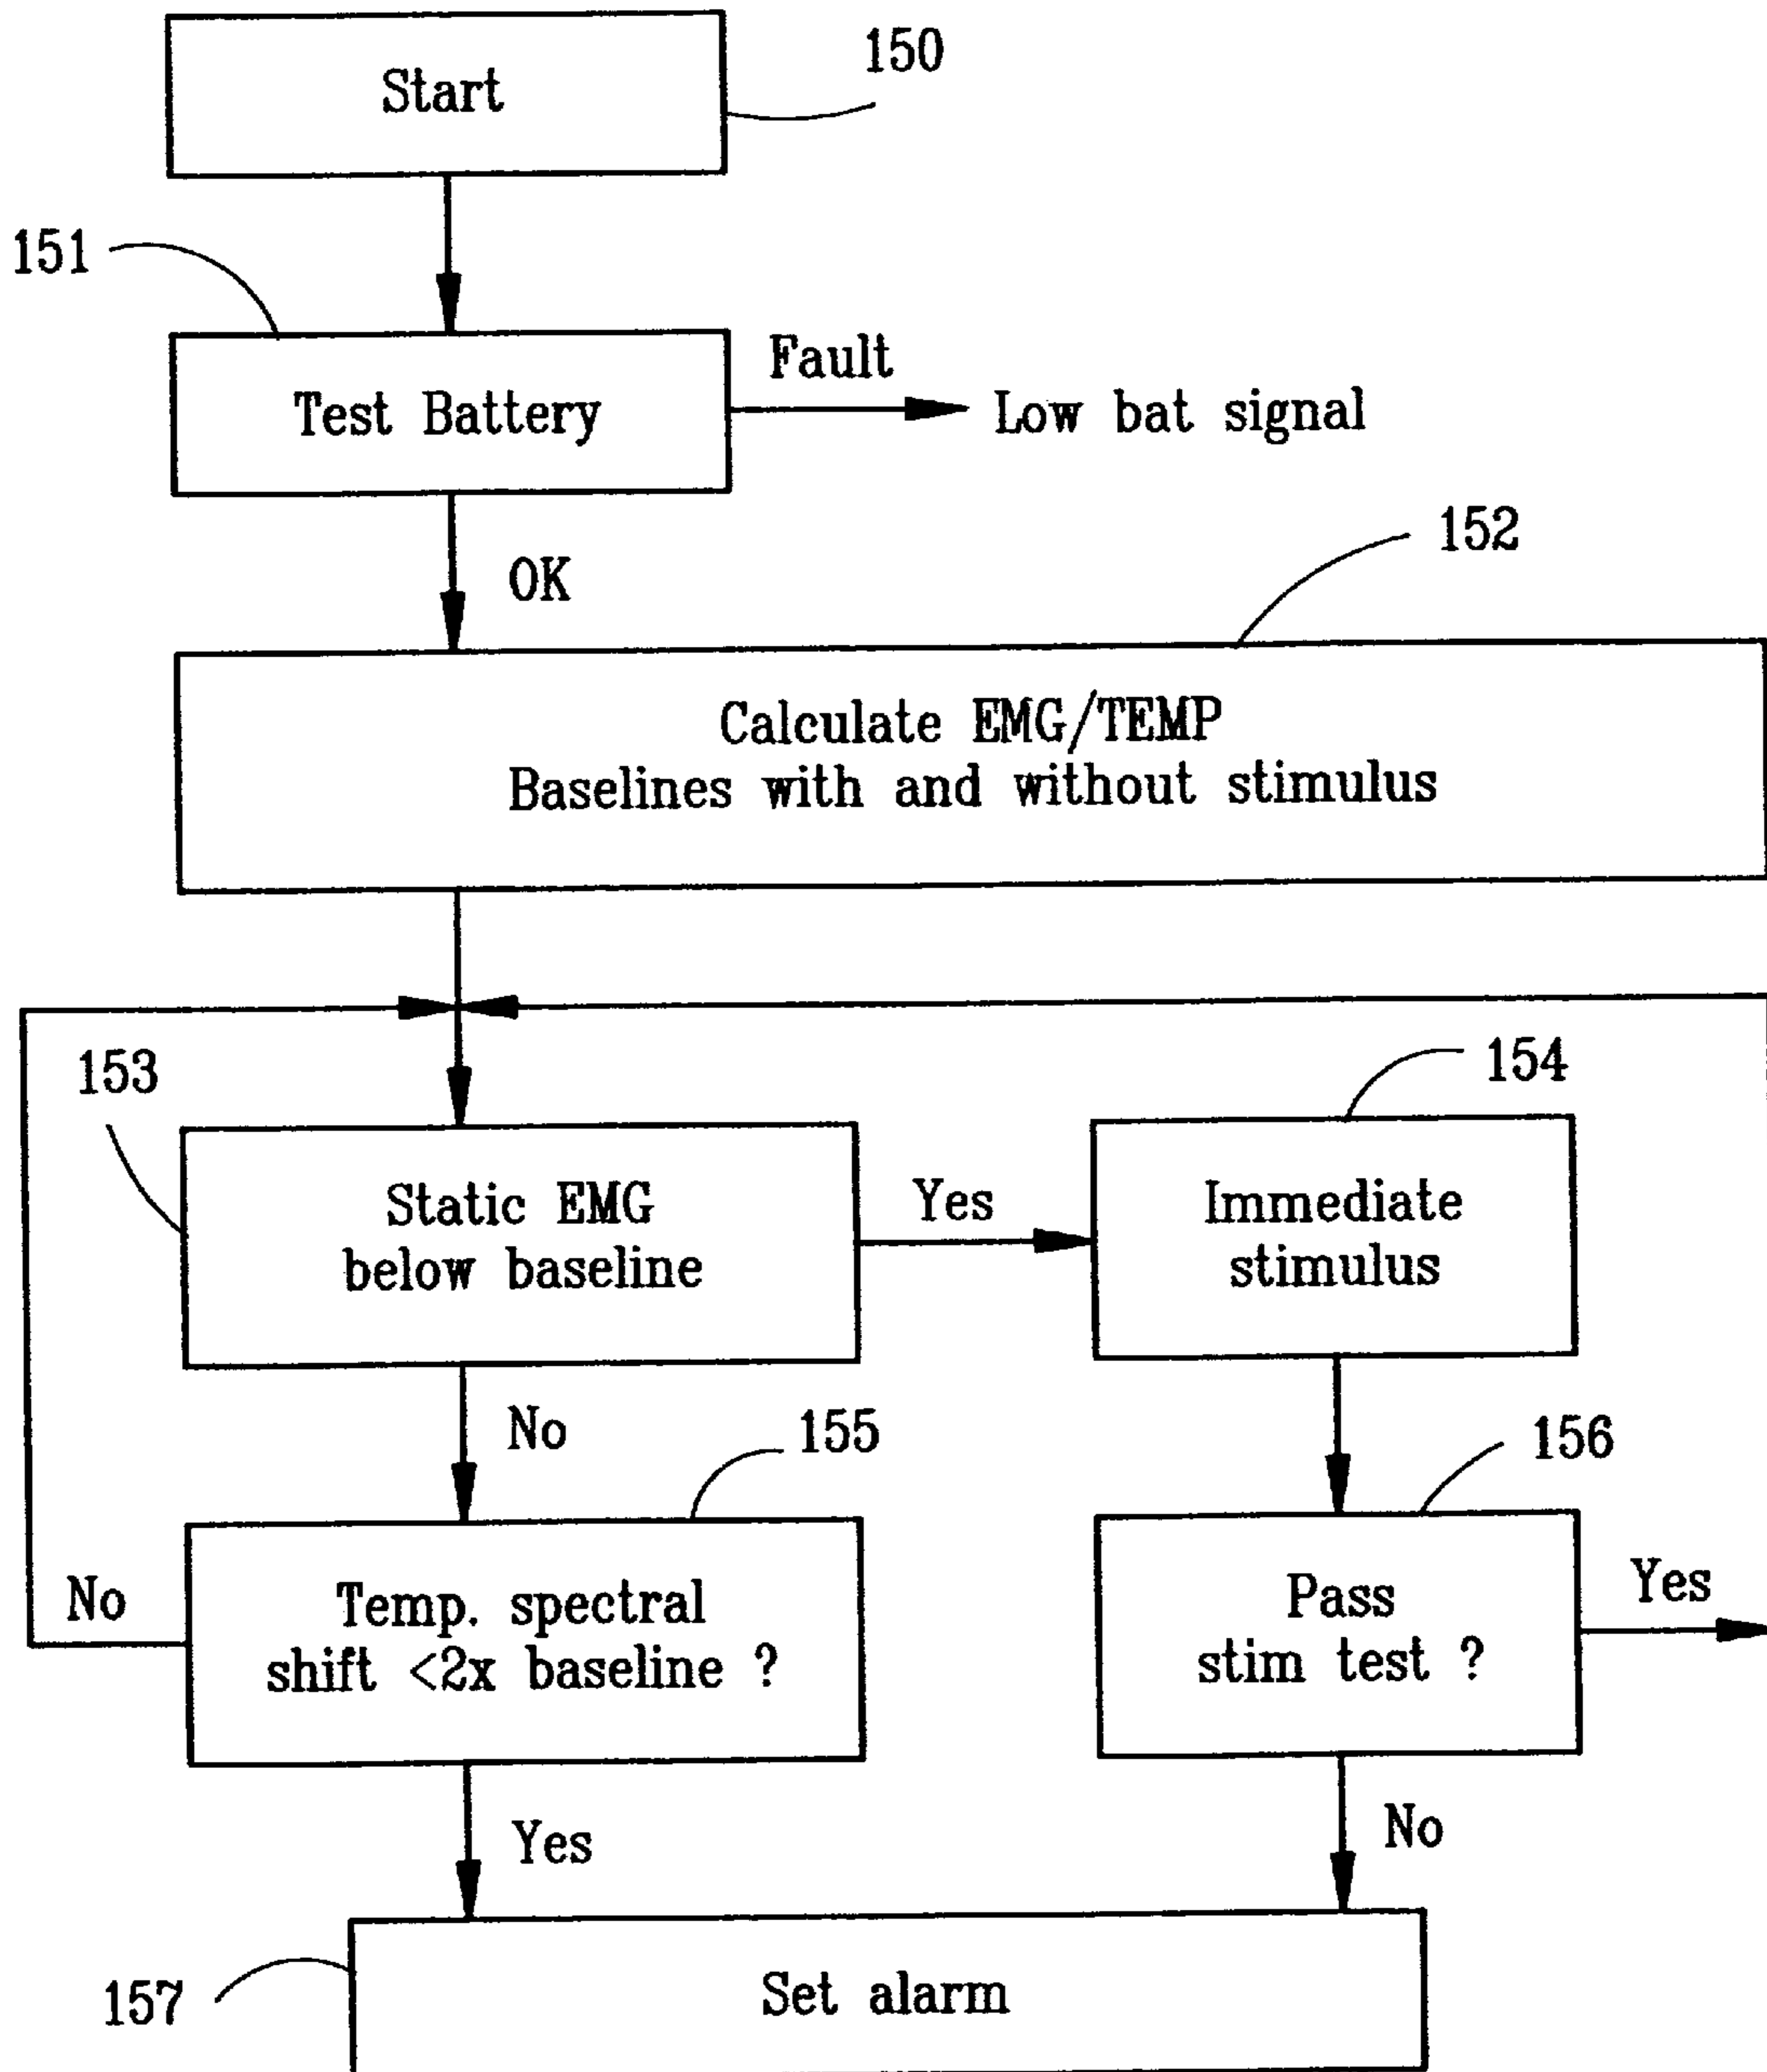 Start
150
151
Fault
Test Battery
Low bat signal
OK
152
Calculate EMG/TEMP
Baselines with and without stimulus
153
154
Static EMG
below baseline
Yes
Immediate
stimulus
No
155
156
No
Temp. spectral
shift <2x baseline ?
Pass
stim test ?
Yes
Yes
No
157
Set alarm